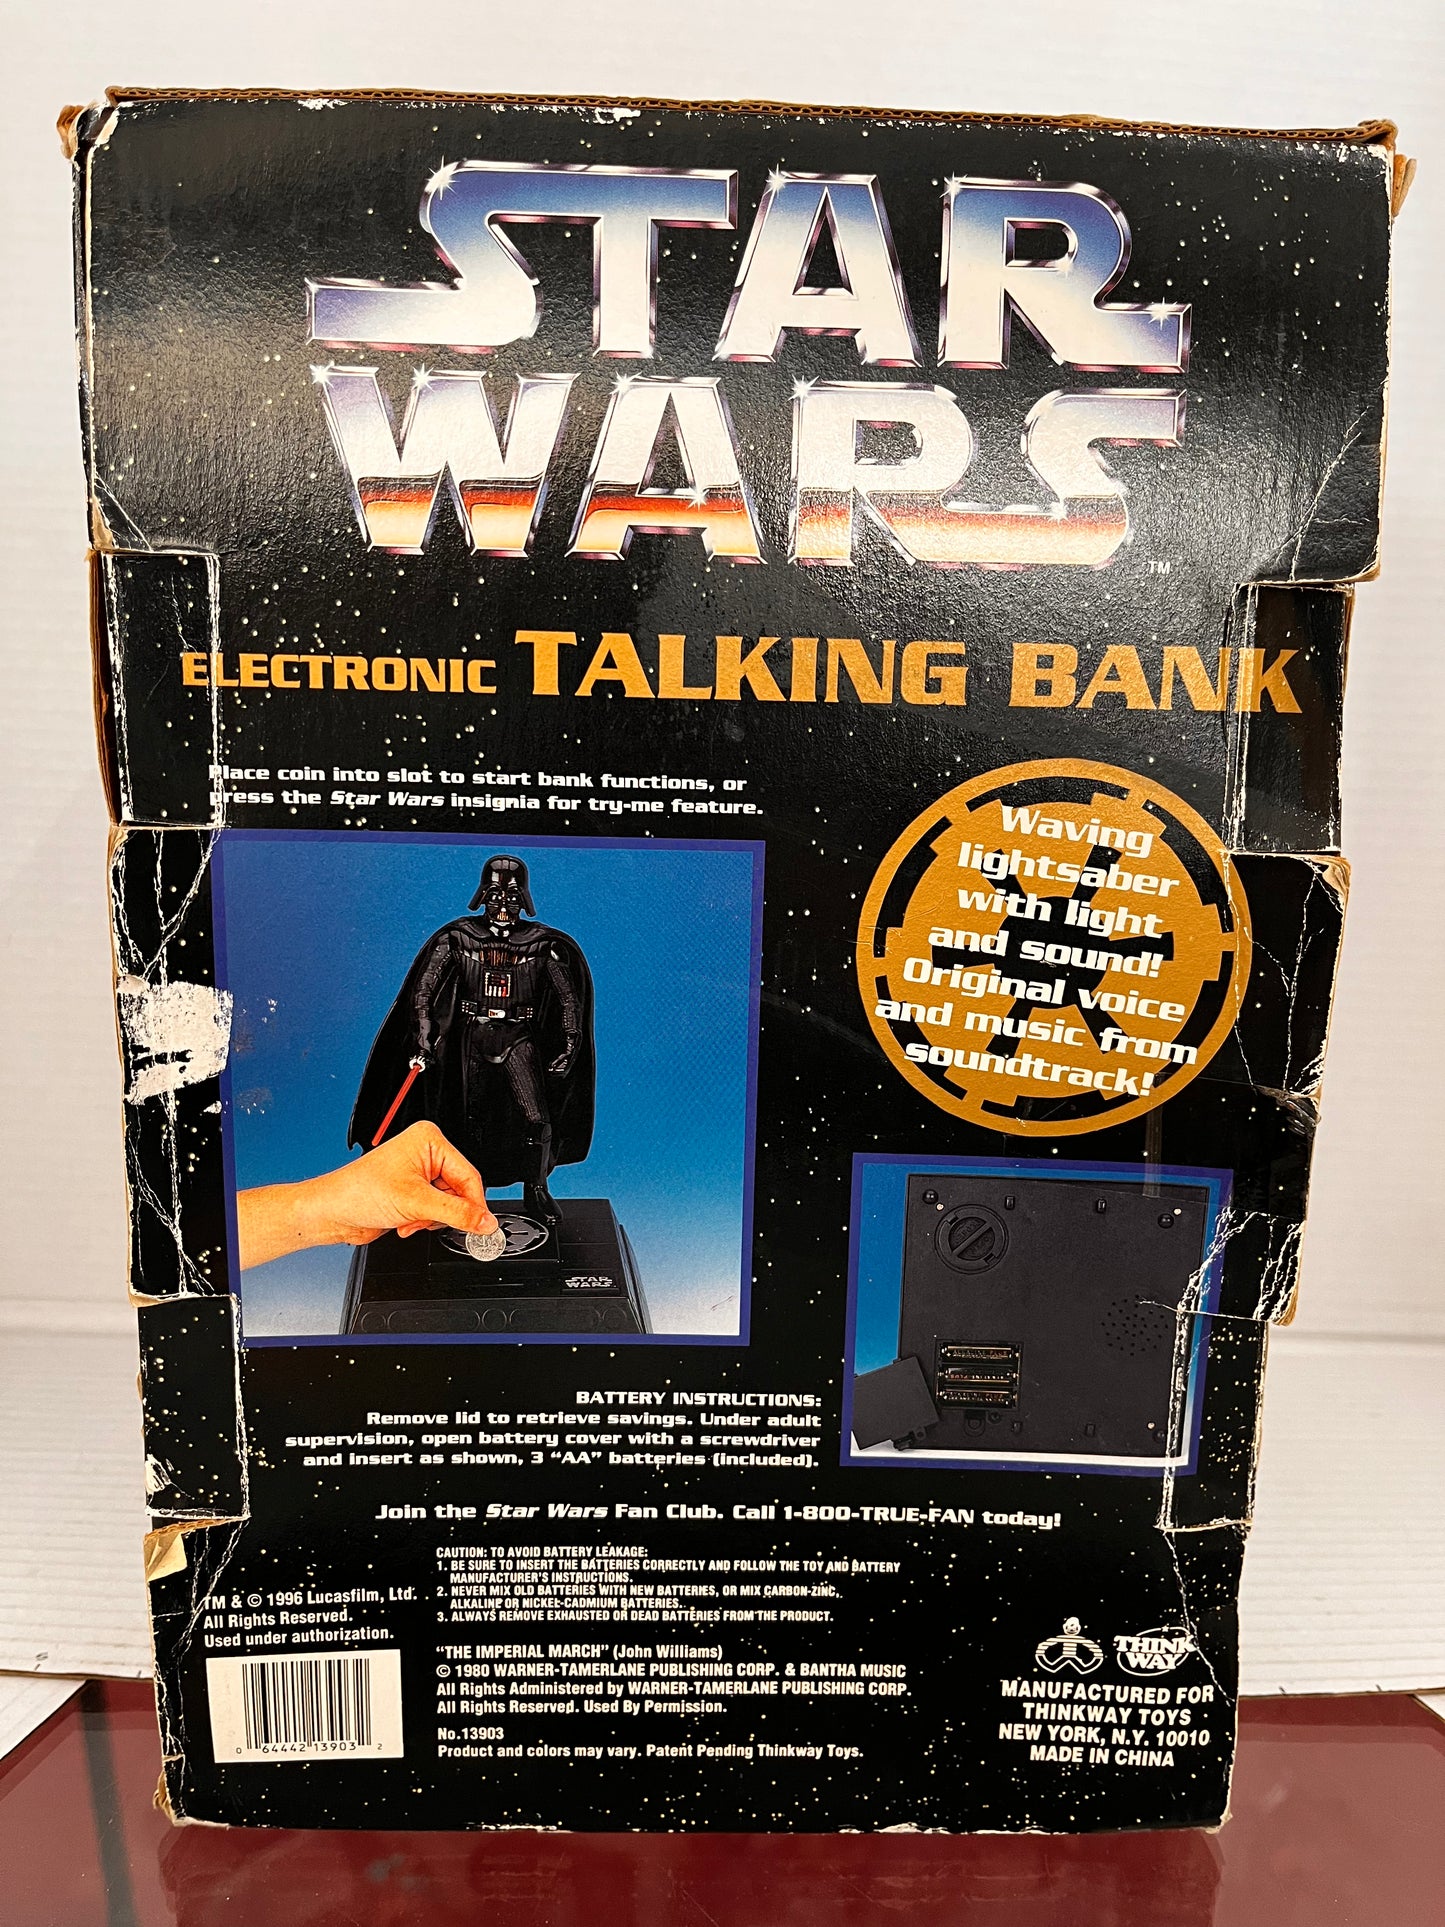 STAR
WARS
TM
ELECTRONIC TALKING BANK
Place coin into slot to start bank functions, or
press the Star Wars insignia for try-me feature.
Waving
lightsaber
with light
and sound!
Original voice
and music from
soundtrack!
STAR
WARS
BATTERY INSTRUCTIONS:
Remove lid to retrieve savings. Under adult
supervision, open battery cover with a screwdriver
and insert as shown, 3 "AA" batteries (included).
Join the Star Wars Fan Club. Call 1-800-TRUE-FAN today!
CAUTION: TO AVOID BATTERY LEAKAGE:
1. BE SURE TO INSERT THE BATTERIES CORRECTLY AND FOLLOW THE TOY AND BATTERY
MANUFACTURER'S INSTRUCTIONS.
2. NEVER MIX OLD BATTERIES WITH NEW BATTERIES, OR MIX CARBON-ZINC,
ALKALINE OR NICKEL-CADMIUM BATTERIES.
3. ALWAYS REMOVE EXHAUSTED OR DEAD BATTERIES FROM THE PRODUCT.
TM & © 1996 Lucasfilm, Ltd.
All Rights Reserved.
Used under authorization.
0 64442 13903 2
"THE IMPERIAL MARCH" (John Williams)
© 1980 WARNER-TAMERLANE PUBLISHING CORP. & BANTHA MUSIC
All Rights Administered by WARNER-TAMERLANE PUBLISHING CORP.
All Rights Reserved. Used By Permission.
No.13903
Product and colors may vary. Patent Pending Thinkway Toys.
THINK
WAY
MANUFACTURED FOR
THINKWAY TOYS
NEW YORK, N.Y. 10010
MADE IN CHINA